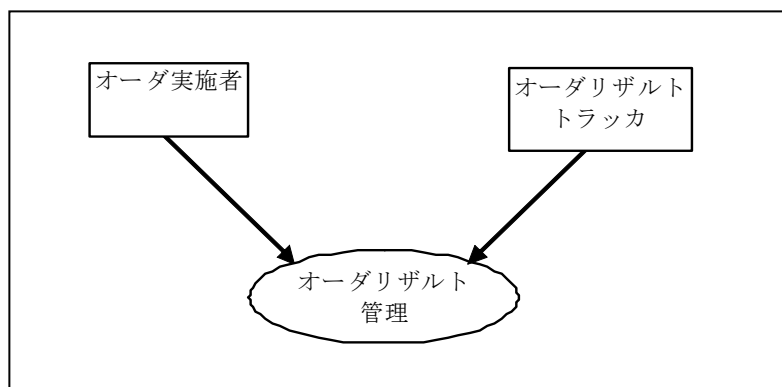 オーダ実施者
オーダリザルト
トラッカ
オーダリザルト
管理